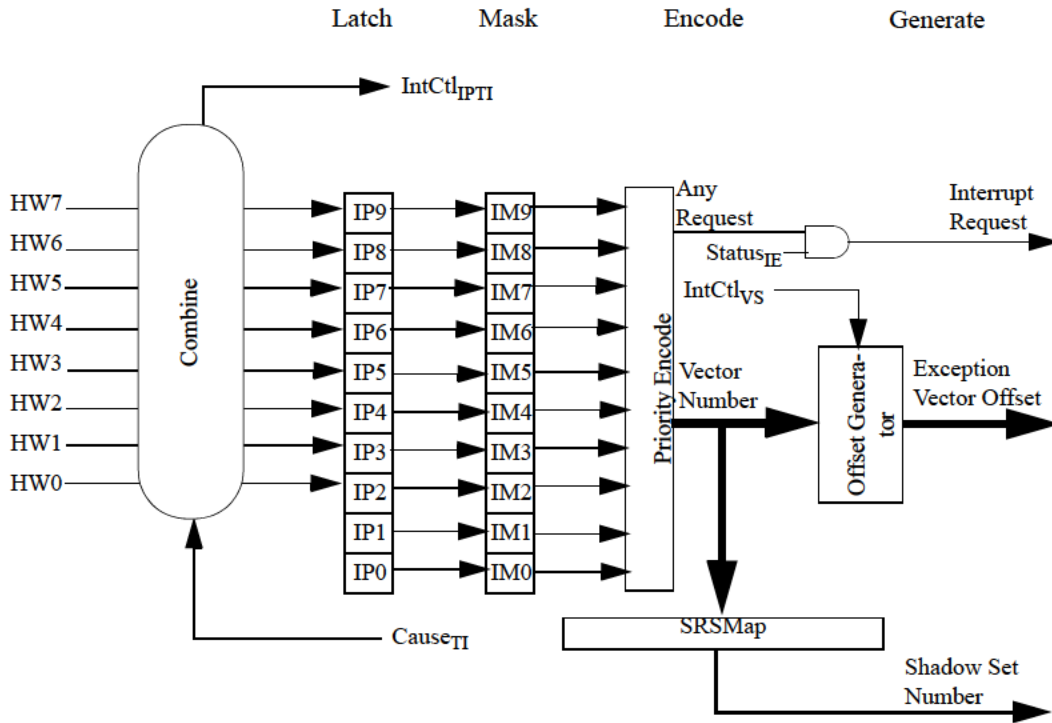 Latch
Mask
Encode
Generate
IntCtlIPTI
HW7
HW6
HW5
HW4
HW3
HW2
HW1
HW0
Combine
IP9
IP8
IP7
IP6
IP5
IP4
IP3
IP2
IP1
IP0
IM9
IM8
IM7
IM6
IM5
IM4
IM3
IM2
IM1
IM0
Priority Encode
Any
Request
StatusIE
IntCtlVS
Vector
Number
Interrupt
Request
Offset Genera-
tor
Exception
Vector Offset
CauseTI
SRSMap
Shadow Set
Number